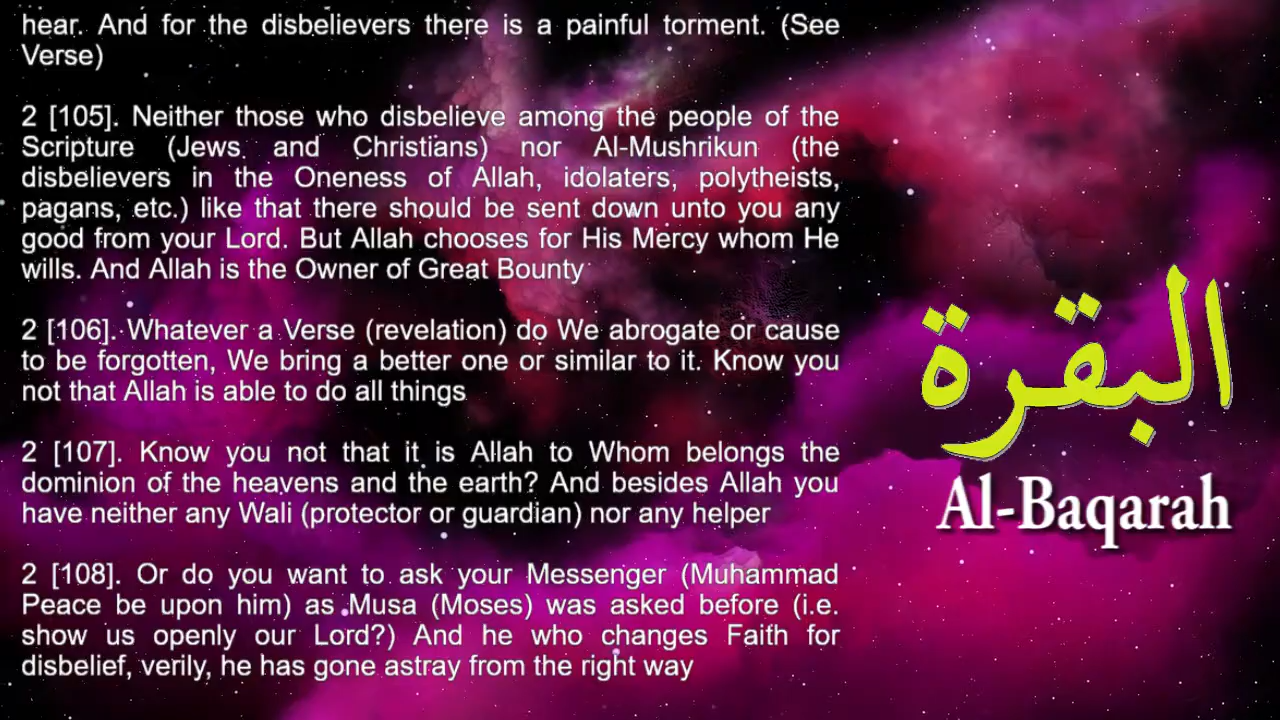 hear. And for the disbelievers there is a painful torment. (See
Verse)
2 [105]. Neither those who disbelieve among the people of the
Scripture (Jews and Christians) nor Al-Mushrikun (the
disbelievers in the Oneness of Allah, idolaters, polytheists,
pagans, etc.) like that there should be sent down unto you any
good from your Lord. But Allah chooses for His Mercy whom He
wills. And Allah is the Owner of Great Bounty
2 [106]. Whatever a Verse (revelation) do We abrogate or cause
to be forgotten, We bring a better one or similar to it. Know you
not that Allah is able to do all things
2 [107]. Know you not that it is Allah to Whom belongs the
dominion of the heavens and the earth? And besides Allah you
have neither any Wali (protector or guardian) nor any helper
2 [108]. Or do you want to ask your Messenger (Muhammad
Peace be upon him) as Musa (Moses) was asked before (i.e.
show us openly our Lord?) And he who changes Faith for
disbelief, verily, he has gone astray from the right way
البقرة
Al-Baqarah